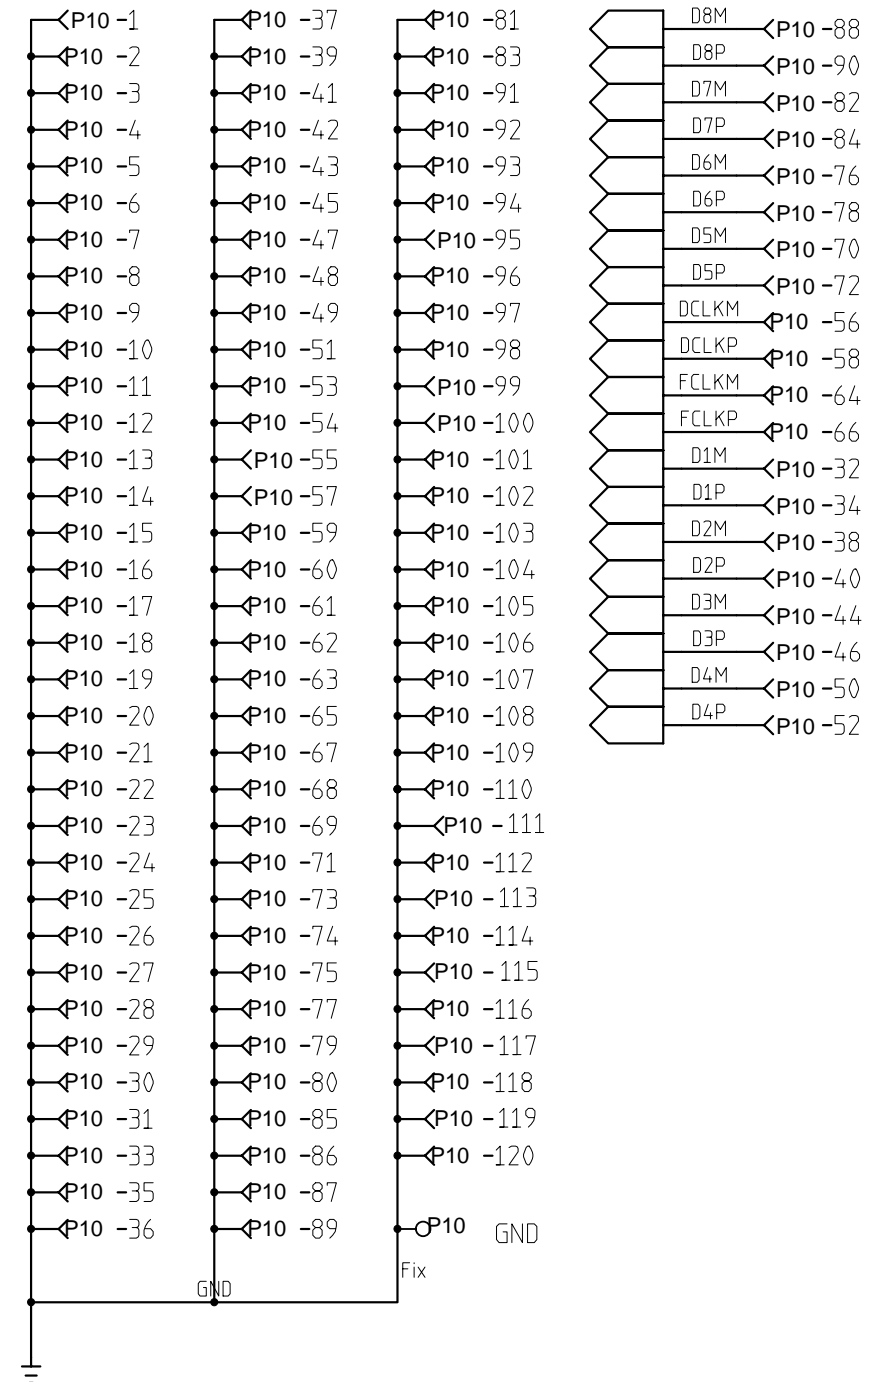 P10 -1
P10 -2
P10 -3
P10 -4
P10 -5
P10 -6
P10 -7
P10 -8
P10 -9
P10 -10
P10 -11
P10 -12
P10 -13
P10 -14
P10 -15
P10 -16
P10 -17
P10 -18
P10 -19
P10 -20
P10 -21
P10 -22
P10 -23
P10 -24
P10 -25
P10 -26
P10 -27
P10 -28
P10 -29
P10 -30
P10 -31
P10 -33
P10 -35
P10 -36
P10 -37
P10 -39
P10 -41
P10 -42
P10 -43
P10 -45
P10 -47
P10 -48
P10 -49
P10 -51
P10 -53
P10 -54
P10 -55
P10 -57
P10 -59
P10 -60
P10 -61
P10 -62
P10 -63
P10 -65
P10 -67
P10 -68
P10 -69
P10 -71
P10 -73
P10 -74
P10 -75
P10 -77
P10 -79
P10 -80
P10 -85
P10 -86
P10 -87
P10 -89
GND
P10 -81
P10 -83
P10 -91
P10 -92
P10 -93
P10 -94
P10 -95
P10 -96
P10 -97
P10 -98
P10 -99
P10 -100
P10 -101
P10 -102
P10 -103
P10 -104
P10 -105
P10 -106
P10 -107
P10 -108
P10 -109
P10 -110
P10 -111
P10 -112
P10 -113
P10 -114
P10 -115
P10 -116
P10 -117
P10 -118
P10 -119
P10 -120
P10 GND
Fix
D8M P10 -88
D8P P10 -90
D7M P10 -82
D7P P10 -84
D6M P10 -76
D6P P10 -78
D5M P10 -70
D5P P10 -72
DCLKM P10 -56
DCLKP P10 -58
FCLKM P10 -64
FCLKP P10 -66
D1M P10 -32
D1P P10 -34
D2M P10 -38
D2P P10 -40
D3M P10 -44
D3P P10 -46
D4M P10 -50
D4P P10 -52